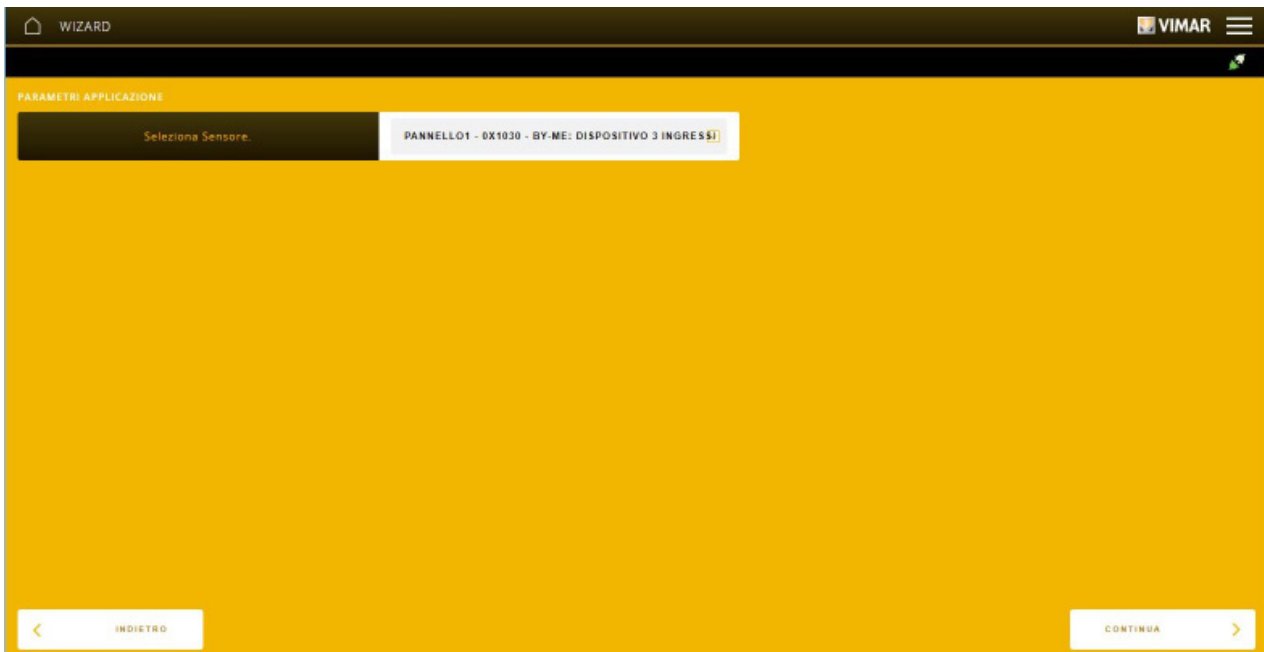 WIZARD
VIMAR
PARAMETRI APPLICAZIONE
Seleziona Sensore.
PANNELLO1 - 0X1030 - BY-ME: DISPOSITIVO 3 INGRESSI
INDIETRO
CONTINUA